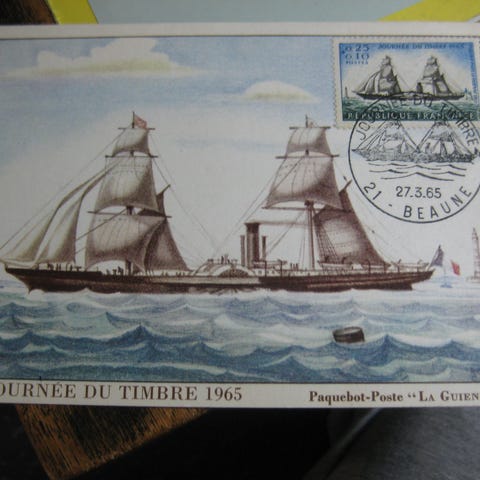 0,25
+0,10
POSTES
JOURNÉE DU TIMBRE 1965
RÉPUBLIQUE FRANÇAISE
JOURNÉE DU TIMBRE
27.3.65
21 - BEAUNE
OURNÉE DU TIMBRE 1965
Paquebot-Poste “LA GUIEN